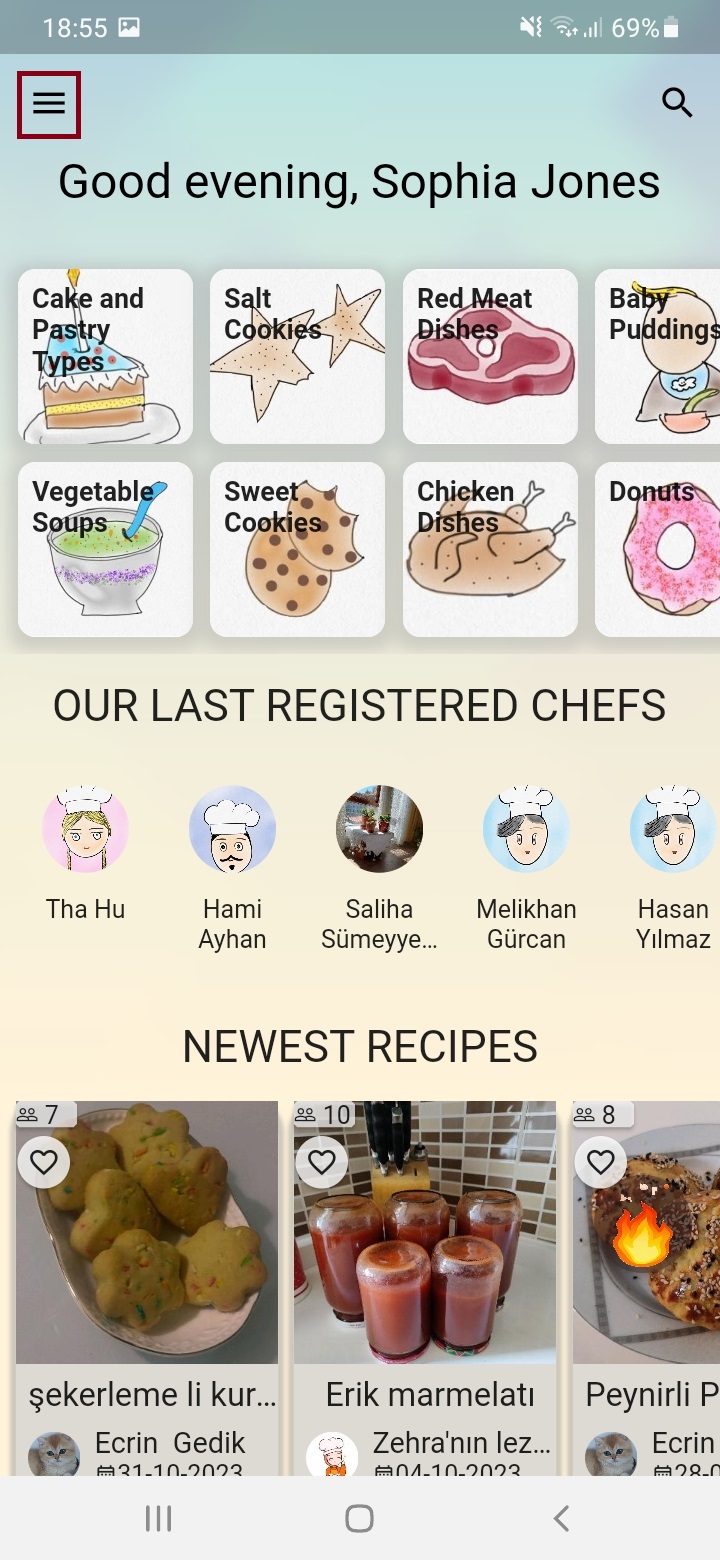 18:55
69%
Good evening, Sophia Jones
Cake and
Pastry
Types
Salt
Cookies
Red Meat
Dishes
Baby
Puddings
Vegetable
Soups
Sweet
Cookies
Chicken
Dishes
Donuts
OUR LAST REGISTERED CHEFS
Tha Hu
Hami
Ayhan
Saliha
Sümeyye...
Melikhan
Gürcan
Hasan
Yılmaz
NEWEST RECIPES
7
10
8
şekerleme li kur...
Erik marmelatı
Peynirli P
Ecrin Gedik
Zehra'nın lez...
Ecrin
31-10-2023
04-10-2023
28-0